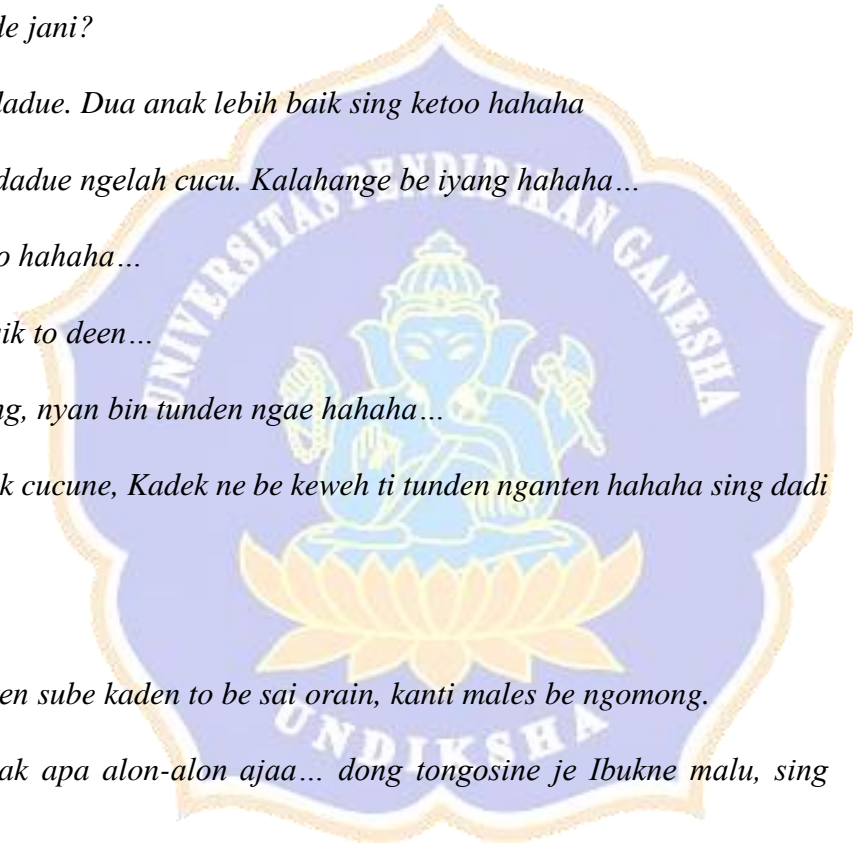 de jani?
dadue. Dua anak lebih baik sing ketoo hahaha
dadue ngelah cucu. Kalahange be iyang hahaha…
o hahaha…
ik to deen…
ng, nyan bin tunden ngae hahaha…
k cucune, Kadek ne be keweh ti tunden nganten hahaha sing dadi
en sube kaden to be sai orain, kanti males be ngomong.
ak apa alon-alon ajaa… dong tongosine je Ibukne malu, sing
UNIVERSITAS PENDIDIKAN GANESHA
UNDIKSHA